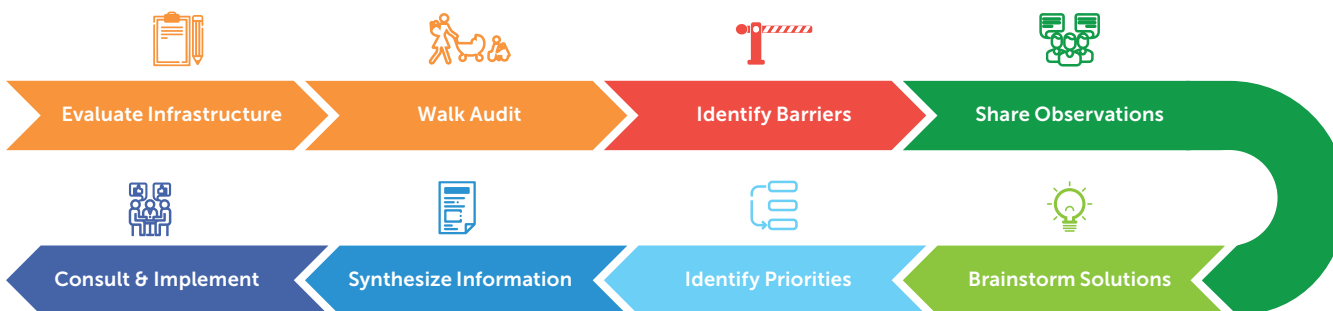 Evaluate Infrastructure
Walk Audit
Identify Barriers
Share Observations
Brainstorm Solutions
Identify Priorities
Synthesize Information
Consult & Implement